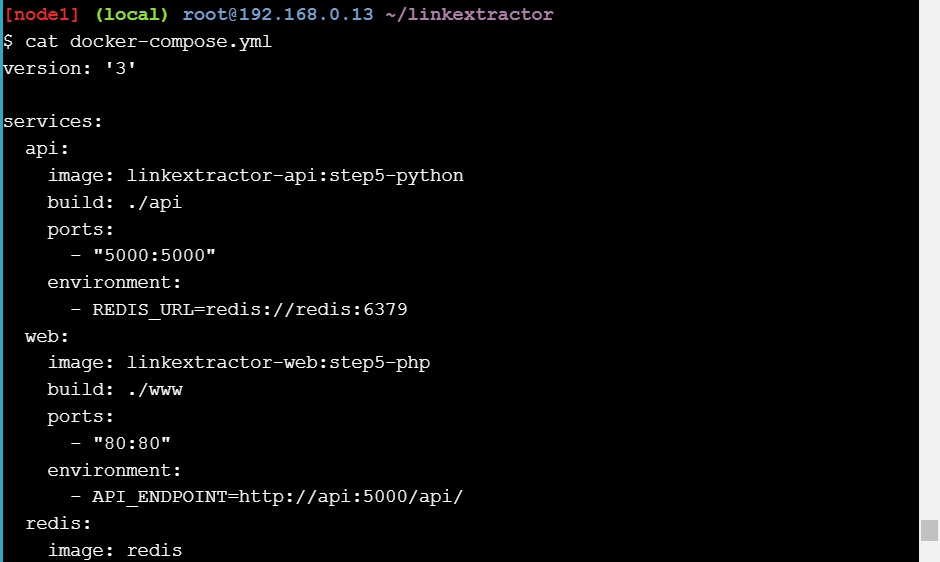 [node1] (local) root@192.168.0.13 ~/linkextractor
$ cat docker-compose.yml
version: '3'

services:
  api:
    image: linkextractor-api:step5-python
    build: ./api
    ports:
      - "5000:5000"
    environment:
      - REDIS_URL=redis://redis:6379
  web:
    image: linkextractor-web:step5-php
    build: ./www
    ports:
      - "80:80"
    environment:
      - API_ENDPOINT=http://api:5000/api/
  redis:
    image: redis